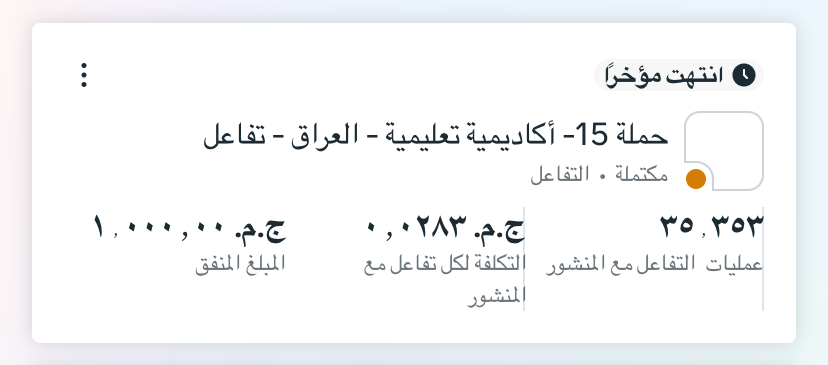 انتهت مؤخرًا
حملة 15- أكاديمية تعليمية - العراق - تفاعل
مكتملة • التفاعل
٣٥٬٣٥٣
عمليات التفاعل مع المنشور
ج.م.‏ ٠٫٠٢٨٣
التكلفة لكل تفاعل مع
المنشور
ج.م.‏ ١٬٠٠٠٫٠٠
المبلغ المنفق